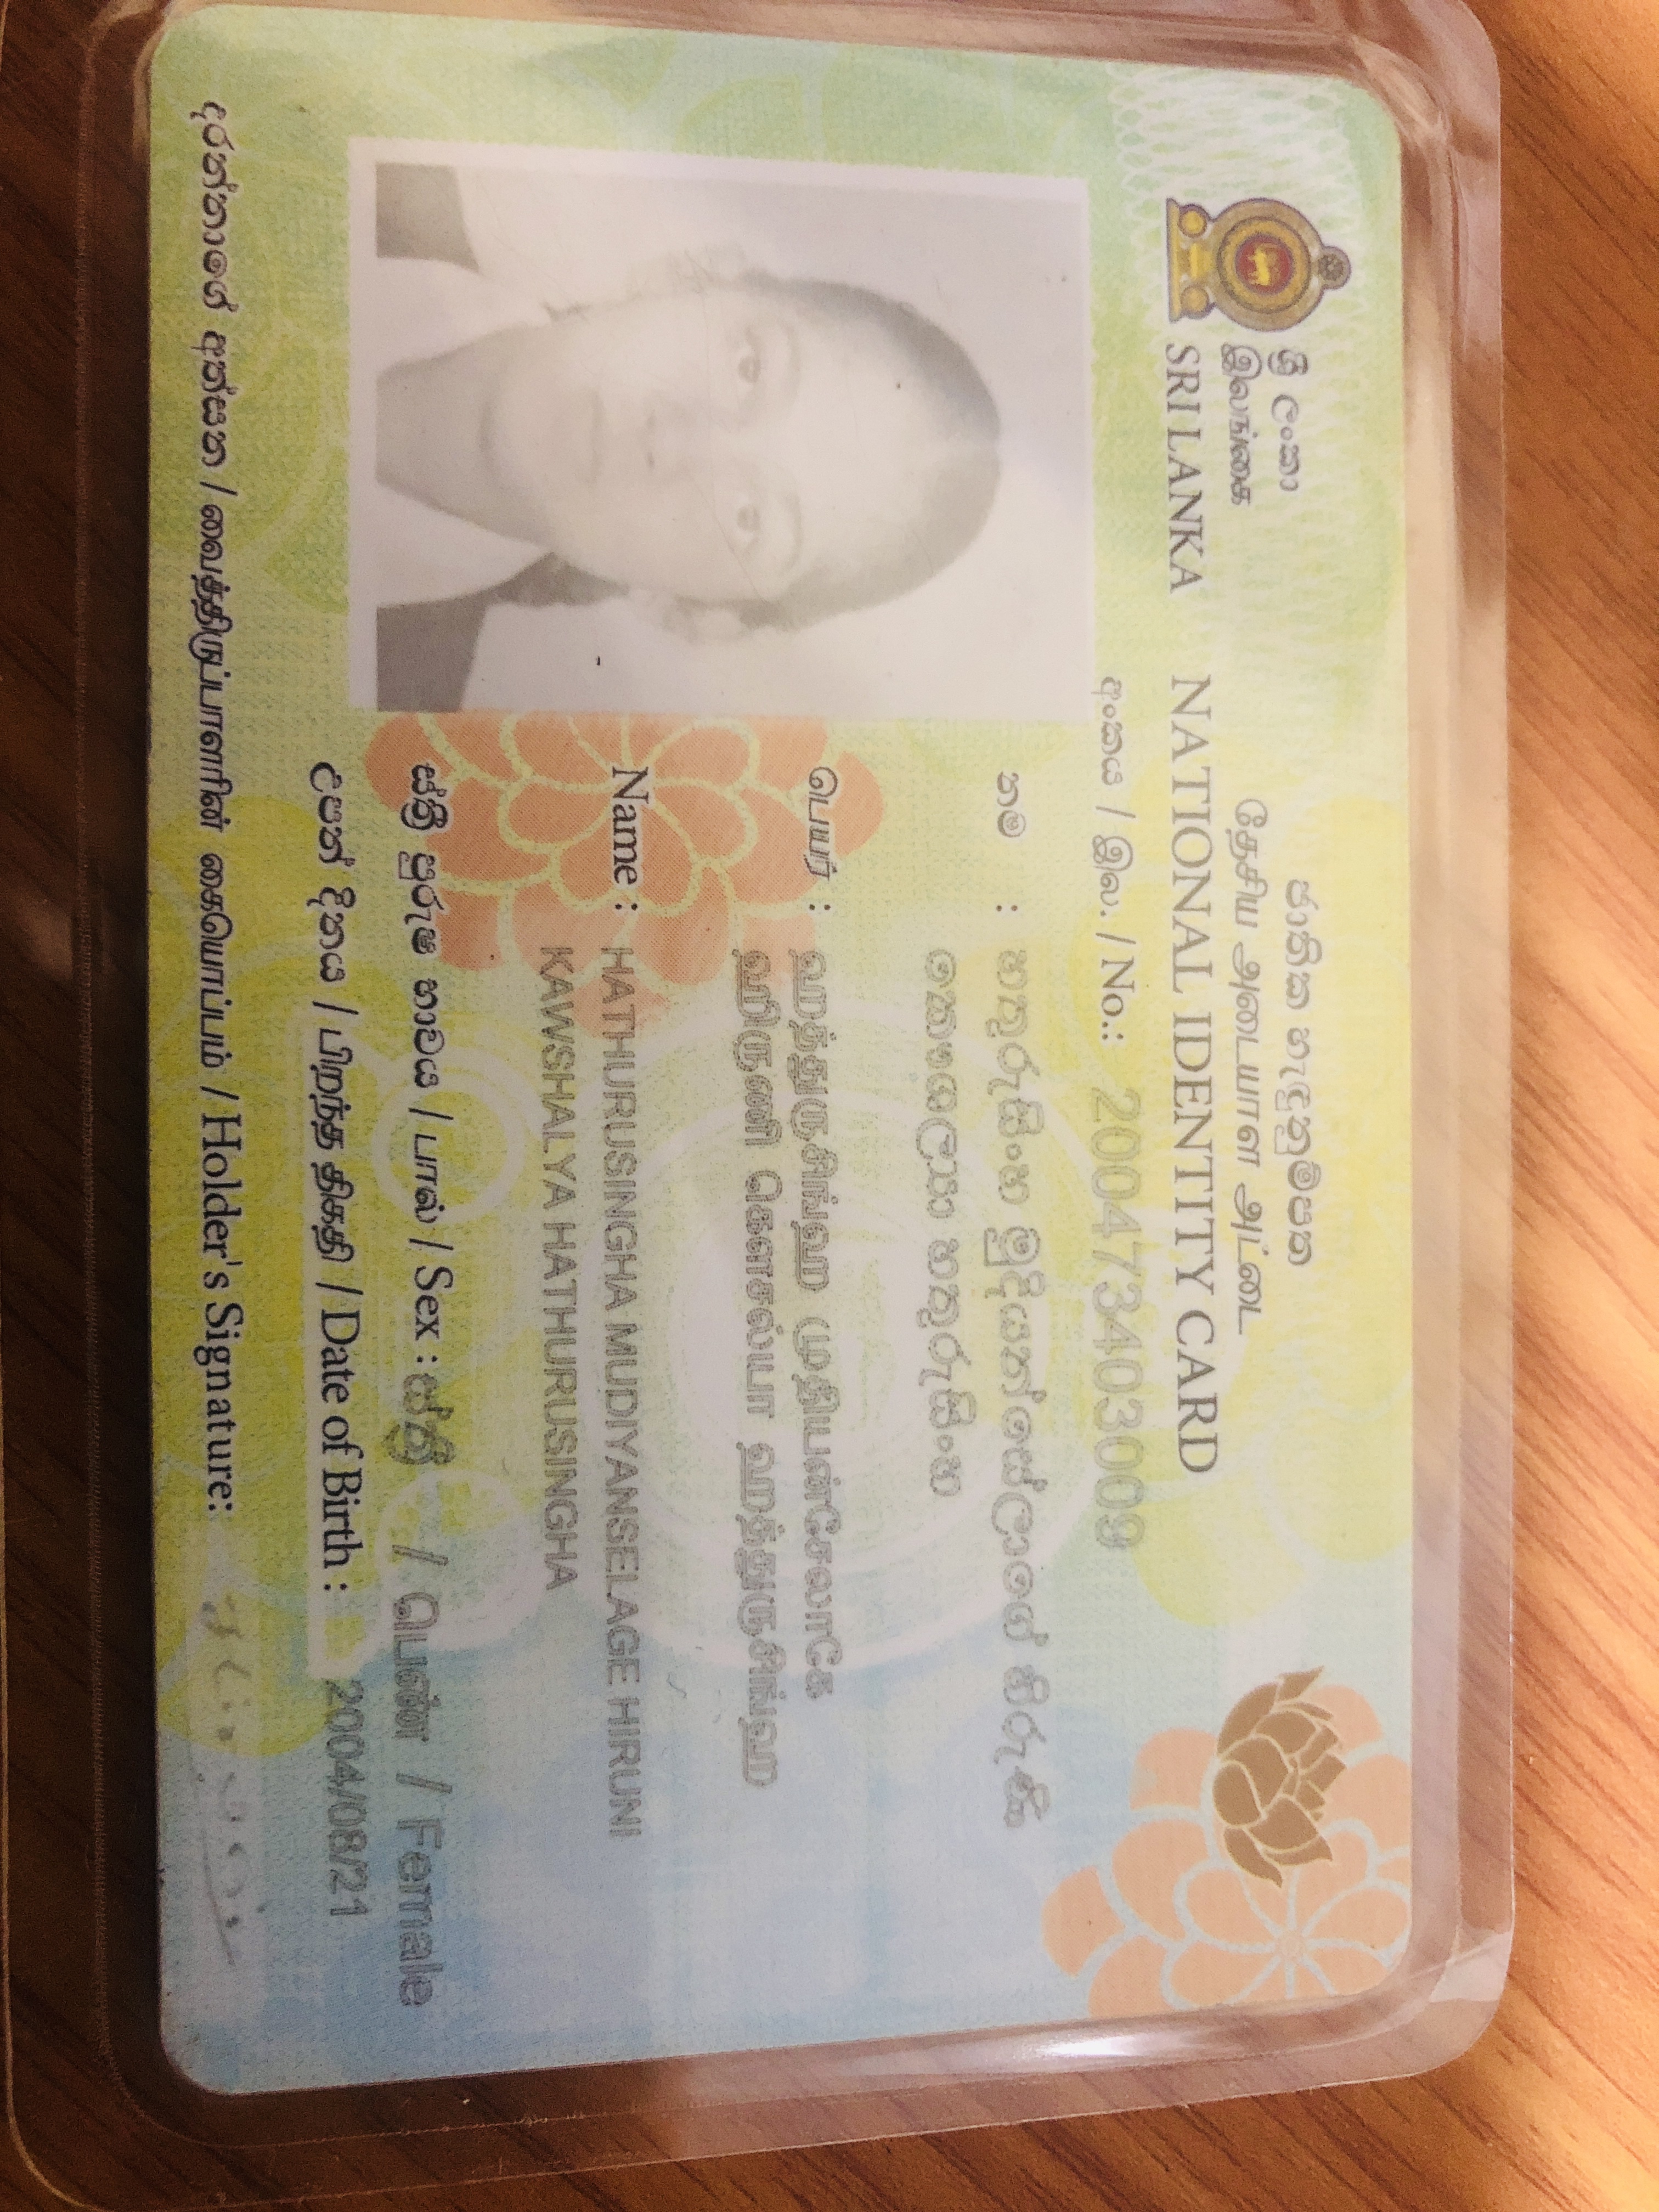 ශ්‍රී ලංකා
இலங்கை
SRI LANKA
ජාතික හැඳුනුම්පත
தேசிய அடையாள அட்டை
NATIONAL IDENTITY CARD
අංකය / இல. / No.: 200473403009
නම : හතුරුසිංහ මුදියන්සේලාගේ හිරුණි
කෞශල්‍යා හතුරුසිංහ
பெயர் : ஹத்துருசிங்ஹ முதியன்சேலாகே
ஹிருணி கௌசல்யா ஹத்துருசிங்ஹ
Name : HATHURUSINGHA MUDIYANSELAGE HIRUNI
KAWSHALYA HATHURUSINGHA
ස්ත්‍රී පුරුෂ භාවය / பால் / Sex : ස්ත්‍රී / பெண் / Female
උපන් දිනය / பிறந்த திகதி / Date of Birth : 2004/08/21
දරන්නාගේ අත්සන / வைத்திருப்பாளரின் கையொப்பம் / Holder's Signature: